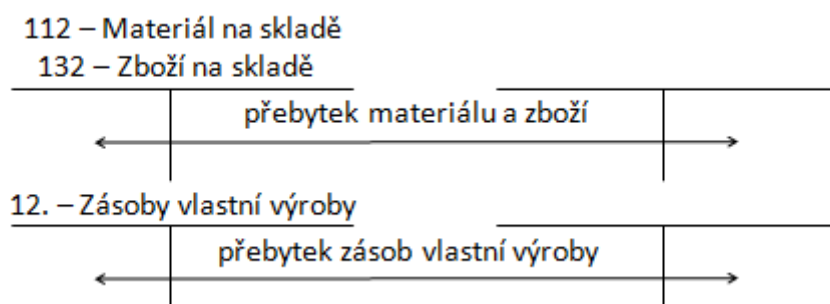 112 – Materiál na skladě
132 – Zboží na skladě
přebytek materiálu a zboží
12. – Zásoby vlastní výroby
přebytek zásob vlastní výroby